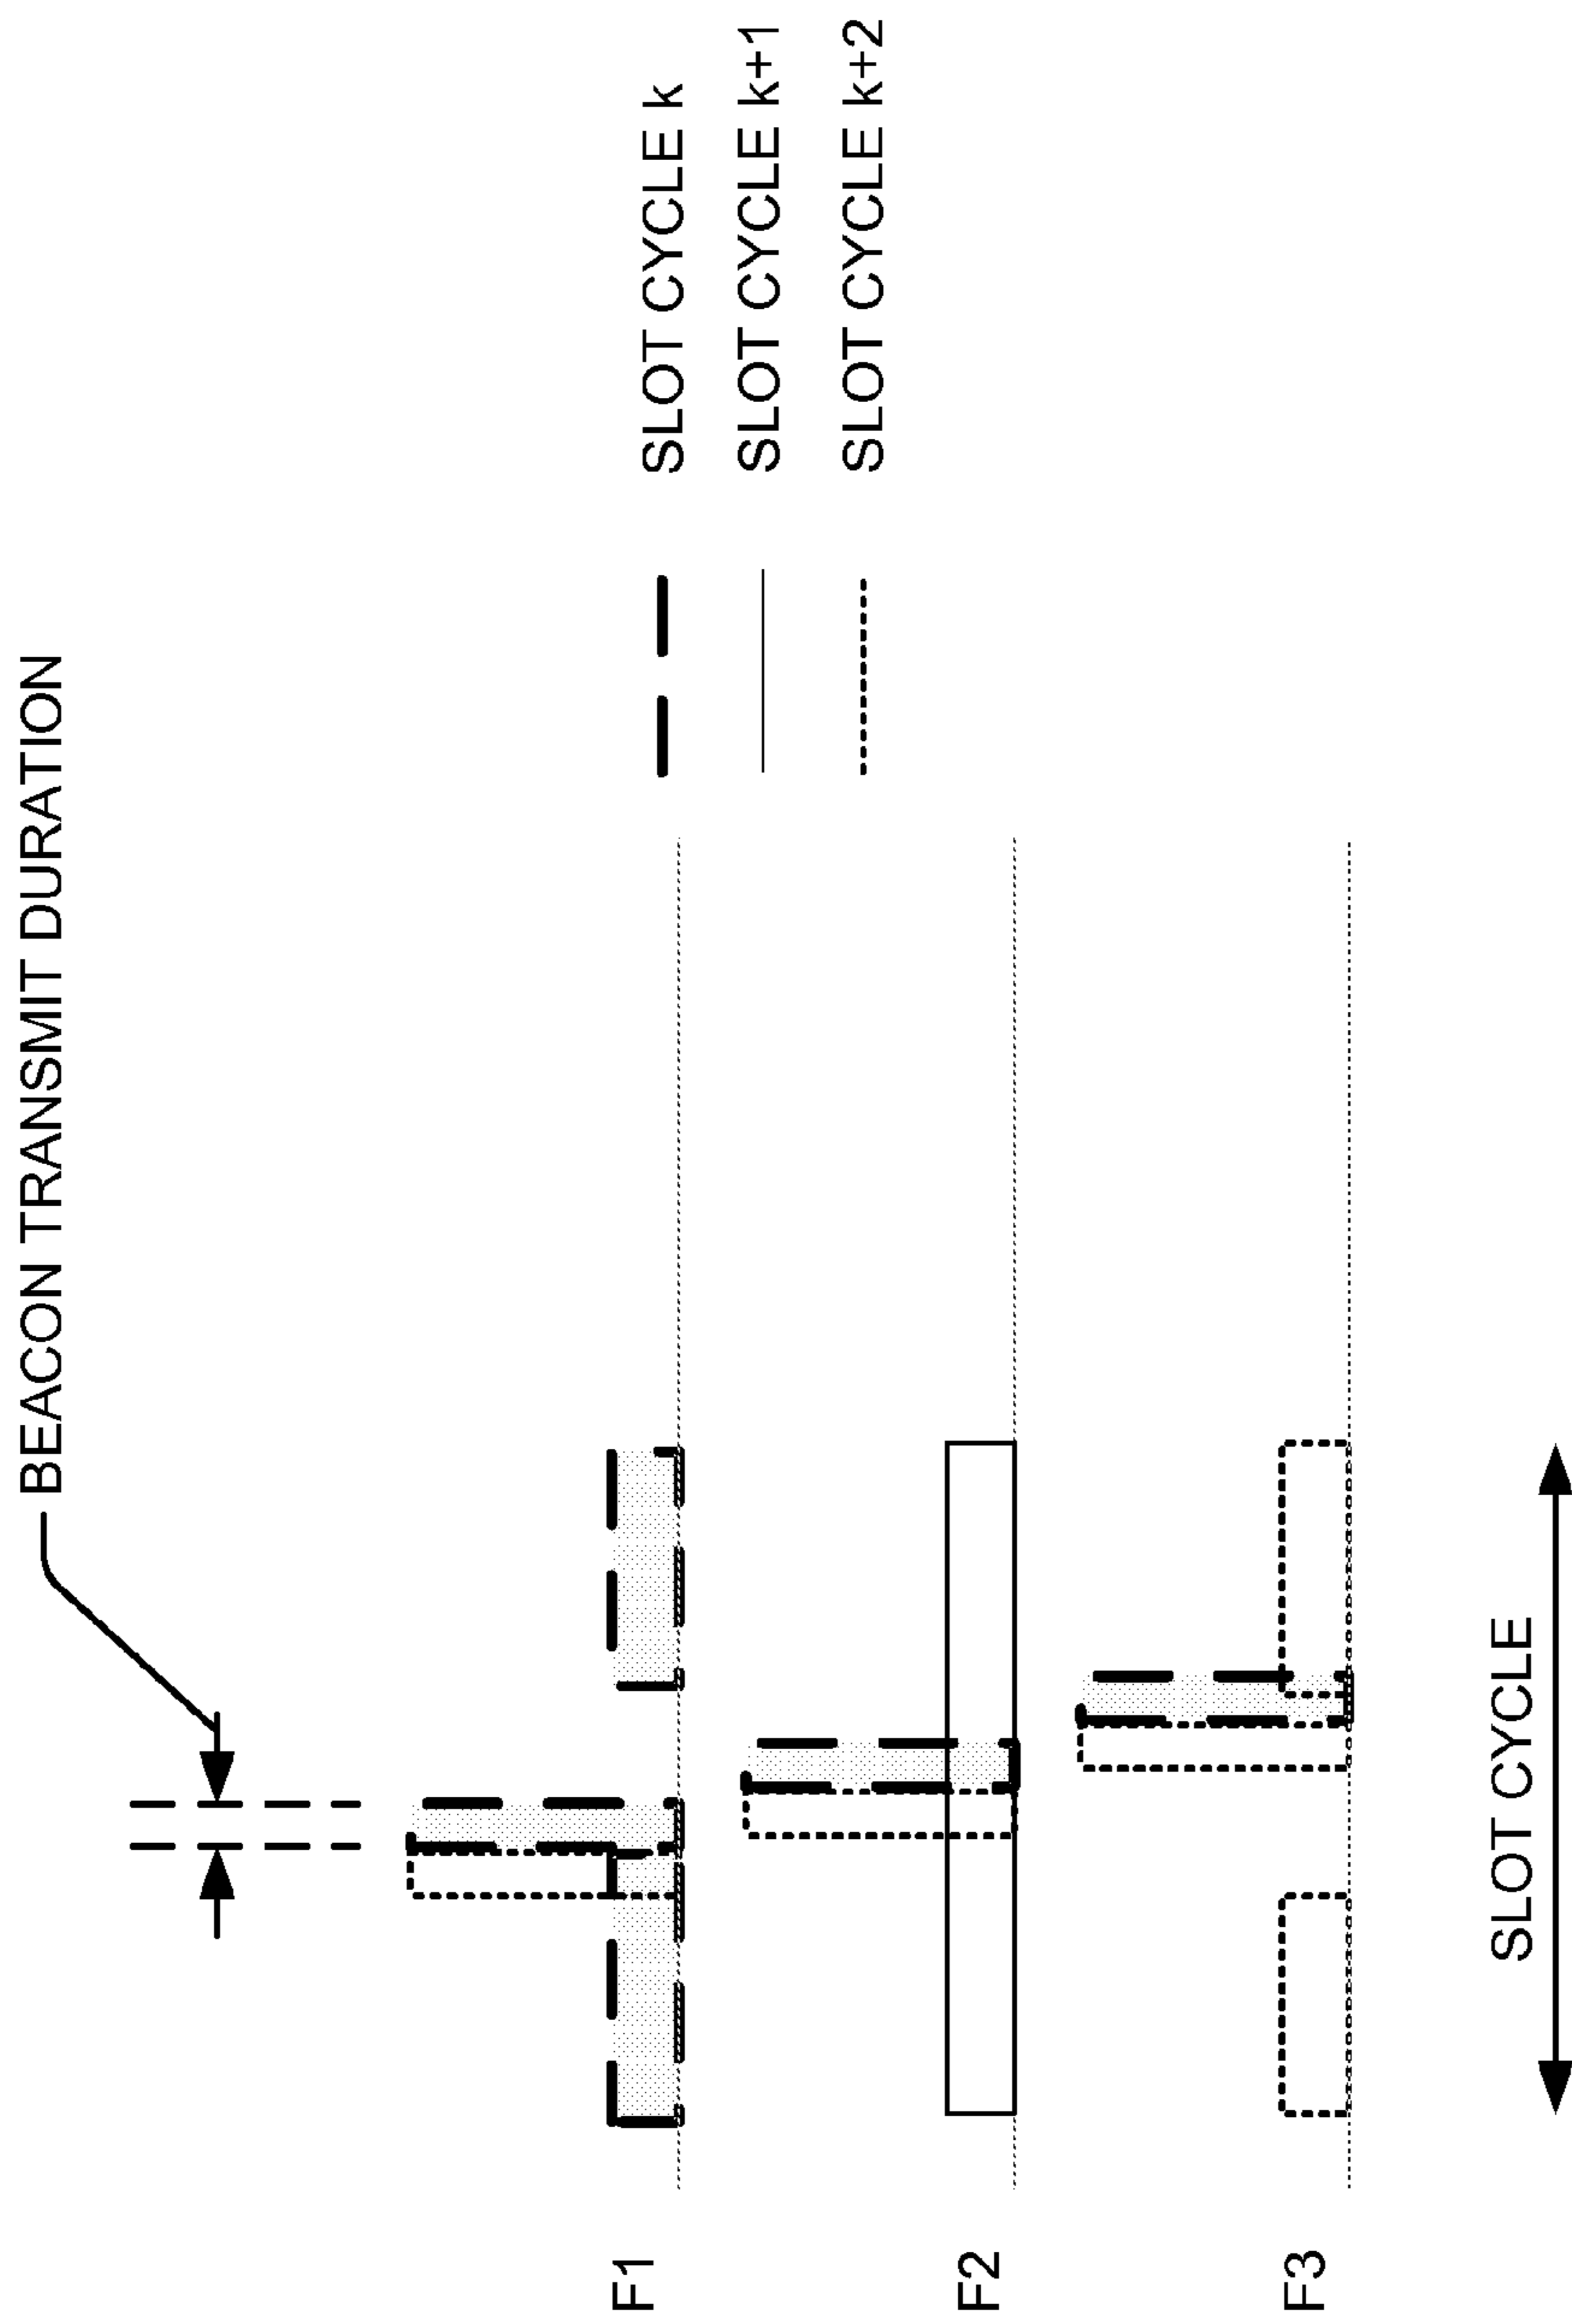 BEACON TRANSMIT DURATION
SLOT CYCLE k
SLOT CYCLE k+1
SLOT CYCLE k+2
F1
F2
F3
SLOT CYCLE